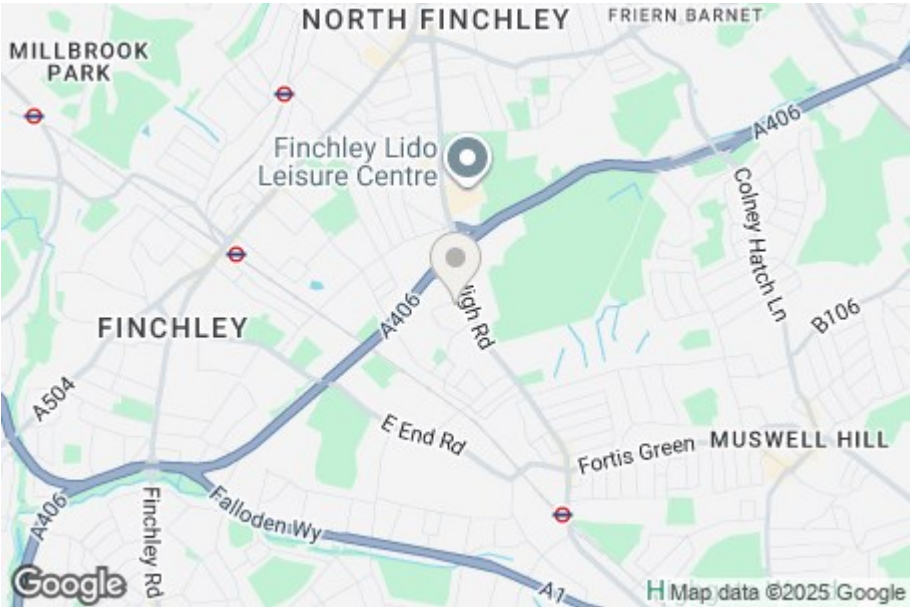 NORTH FINCHLEY
FRIERN BARNET
MILLBROOK
PARK
A406
Finchley Lido
Leisure Centre
Colney Hatch Ln
High Rd
A406
B106
FINCHLEY
A504
E End Rd
Fortis Green
MUSWELL HILL
A406
Finchley Rd
Falloden Wy
A1
Google
Map data ©2025 Google